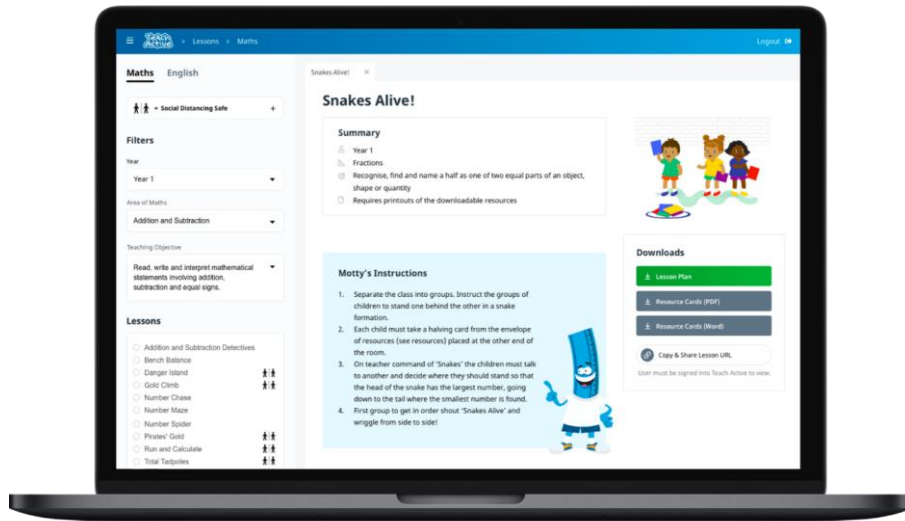 TEACH
ACTIVE
> Lessons > Maths
Logout
Maths English
= Social Distancing Safe +
Filters
Year
Year 1
Area of Maths
Addition and Subtraction
Teaching Objective
Read, write and interpret mathematical
statements involving addition,
subtraction and equal signs.
Lessons
Addition and Subtraction Detectives
Bench Balance
Danger Island
Gold Climb
Number Chase
Number Maze
Number Spider
Pirates' Gold
Run and Calculate
Total Tadpoles
Snakes Alive! ×
Snakes Alive!
Summary
Year 1
Fractions
Recognise, find and name a half as one of two equal parts of an object,
shape or quantity
Requires printouts of the downloadable resources
Motty's Instructions
1. Separate the class into groups. Instruct the groups of
children to stand one behind the other in a snake
formation.
2. Each child must take a halving card from the envelope
of resources (see resources) placed at the other end of
the room.
3. On teacher command of 'Snakes' the children must talk
to another and decide where they should stand so that
the head of the snake has the largest number, going
down to the tail where the smallest number is found.
4. First group to get in order shout 'Snakes Alive' and
wriggle from side to side!
Downloads
Lesson Plan
Resource Cards (PDF)
Resource Cards (Word)
Copy & Share Lesson URL
User must be signed into Teach Active to view.